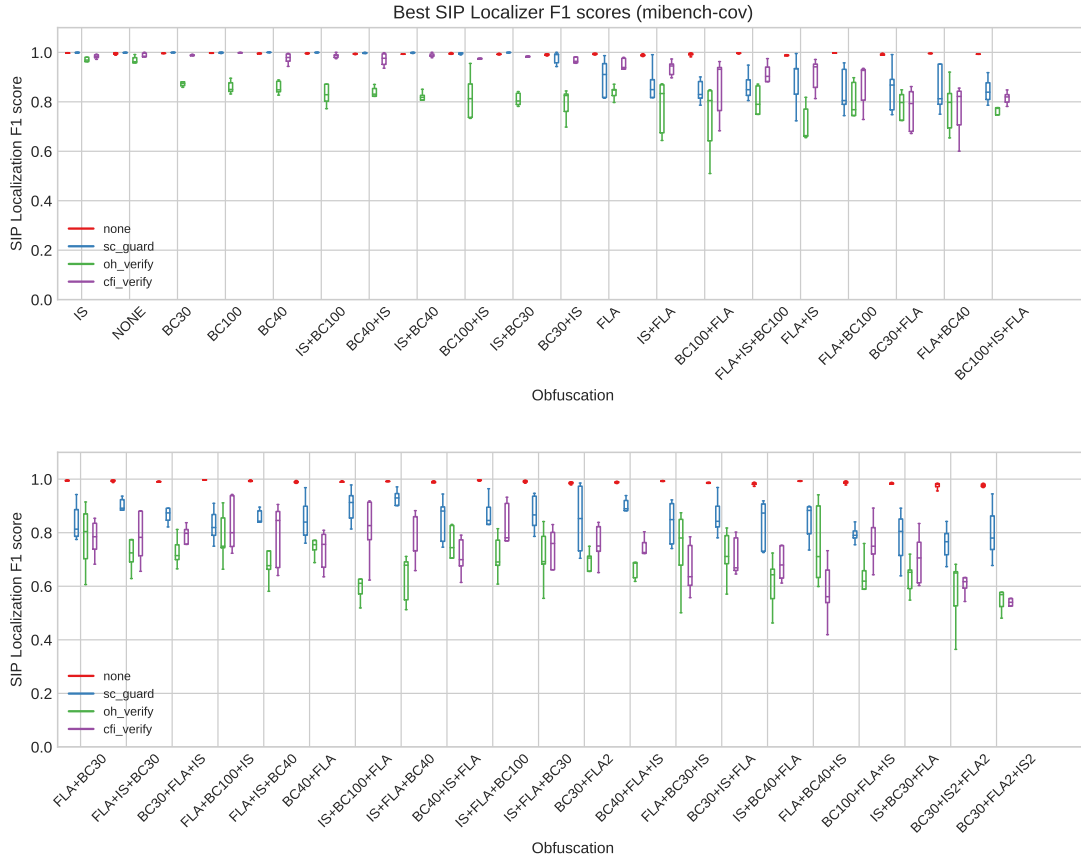 Best SIP Localizer F1 scores (mibench-cov)
SIP Localization F1 score
1.0
0.8
0.6
0.4
0.2
0.0
none
sc_guard
oh_verify
cfi_verify
IS
NONE
BC30
BC100
BC40
IS+BC100
BC40+IS
IS+BC40
BC100+IS
IS+BC30
BC30+IS
FLA
IS+FLA
BC100+FLA
FLA+IS+BC100
FLA+IS
FLA+BC100
BC30+FLA
FLA+BC40
BC100+IS+FLA
Obfuscation
SIP Localization F1 score
1.0
0.8
0.6
0.4
0.2
0.0
none
sc_guard
oh_verify
cfi_verify
FLA+BC30
FLA+IS+BC30
BC30+FLA+IS
FLA+BC100+IS
FLA+IS+BC40
BC40+FLA
IS+BC100+FLA
IS+FLA+BC40
BC40+IS+FLA
IS+FLA+BC100
IS+FLA+BC30
BC30+FLA2
BC40+FLA+IS
FLA+BC30+IS
BC30+IS+FLA
IS+BC40+FLA
FLA+BC40+IS
BC100+FLA+IS
IS+BC30+FLA
BC30+IS2+FLA2
BC30+FLA2+IS2
Obfuscation